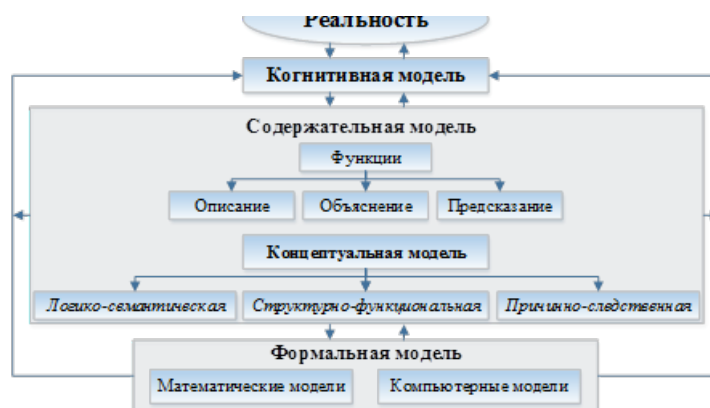 Реальность
Когнитивная модель
Содержательная модель
Функции
Описание
Объяснение
Предсказание
Концептуальная модель
Логико-семантическая
Структурно-функциональная
Причинно-следственная
Формальная модель
Математические модели
Компьютерные модели